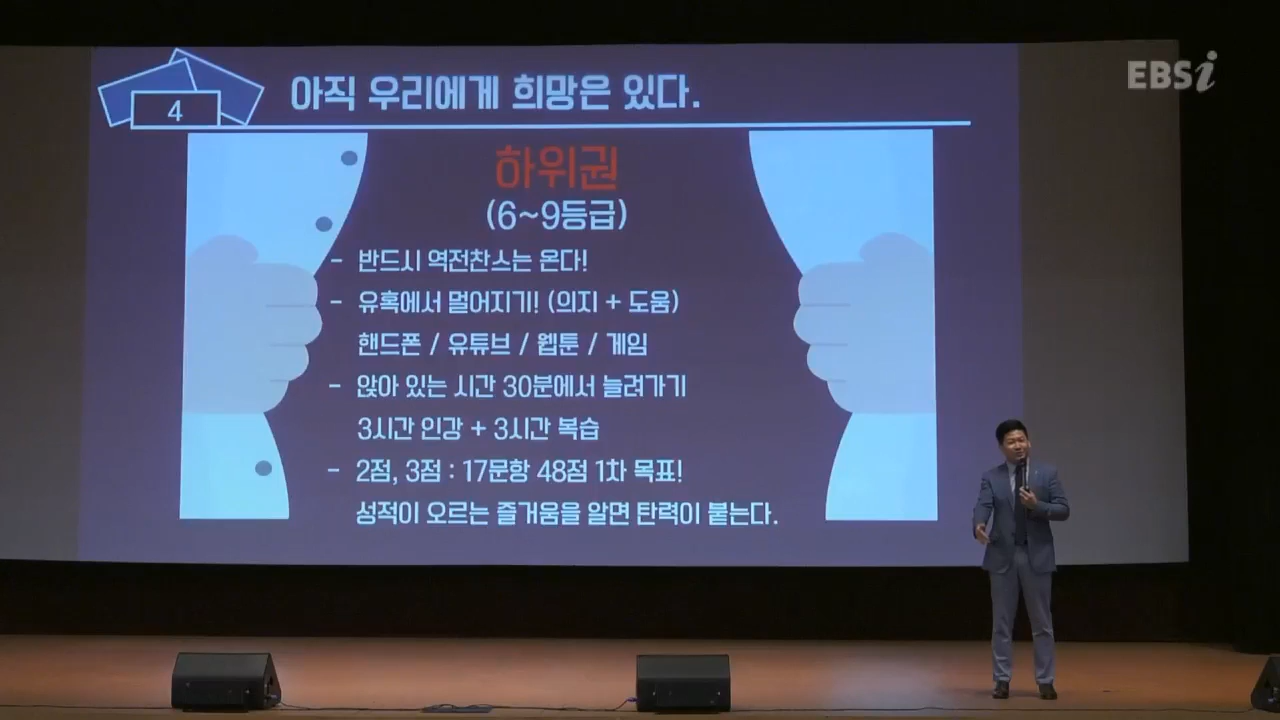 EBSi
4
아직 우리에게 희망은 있다.
하위권
(6~9등급)
- 반드시 역전찬스는 온다!
- 유혹에서 멀어지기! (의지 + 도움)
핸드폰 / 유튜브 / 웹툰 / 게임
- 앉아 있는 시간 30분에서 늘려가기
3시간 인강 + 3시간 복습
- 2점, 3점 : 17문항 48점 1차 목표!
성적이 오르는 즐거움을 알면 탄력이 붙는다.